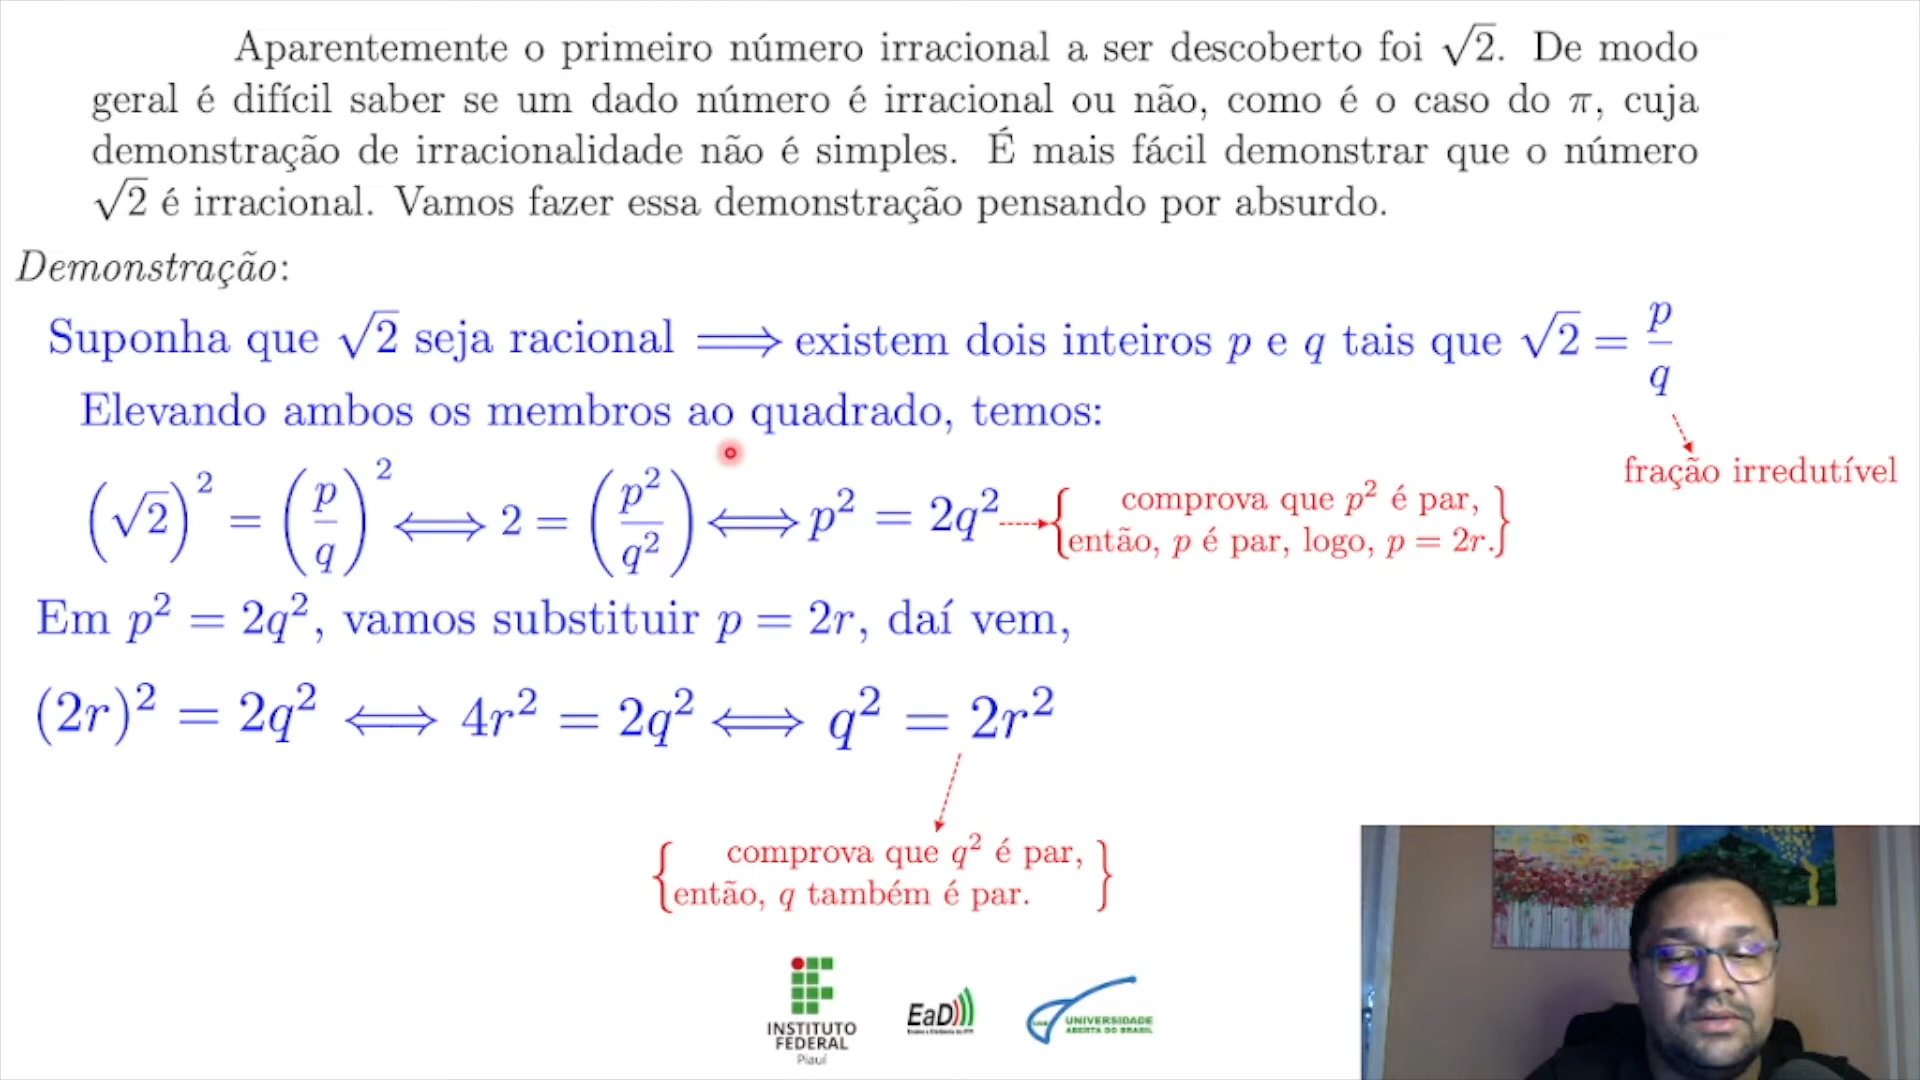 Aparentemente o primeiro número irracional a ser descoberto foi √2. De modo
geral é difícil saber se um dado número é irracional ou não, como é o caso do π, cuja
demonstração de irracionalidade não é simples. É mais fácil demonstrar que o número
√2 é irracional. Vamos fazer essa demonstração pensando por absurdo.
Demonstração:
Suponha que √2 seja racional ⟹ existem dois inteiros p e q tais que √2 = p/q
fração irredutível
Elevando ambos os membros ao quadrado, temos:
(√2)² = (p/q)² ⟺ 2 = (p²/q²) ⟺ p² = 2q²
comprova que p² é par,
então, p é par, logo, p = 2r.
Em p² = 2q², vamos substituir p = 2r, daí vem,
(2r)² = 2q² ⟺ 4r² = 2q² ⟺ q² = 2r²
comprova que q² é par,
então, q também é par.
INSTITUTO
FEDERAL
Piauí
EaD
UNIVERSIDADE
ABERTA DO BRASIL